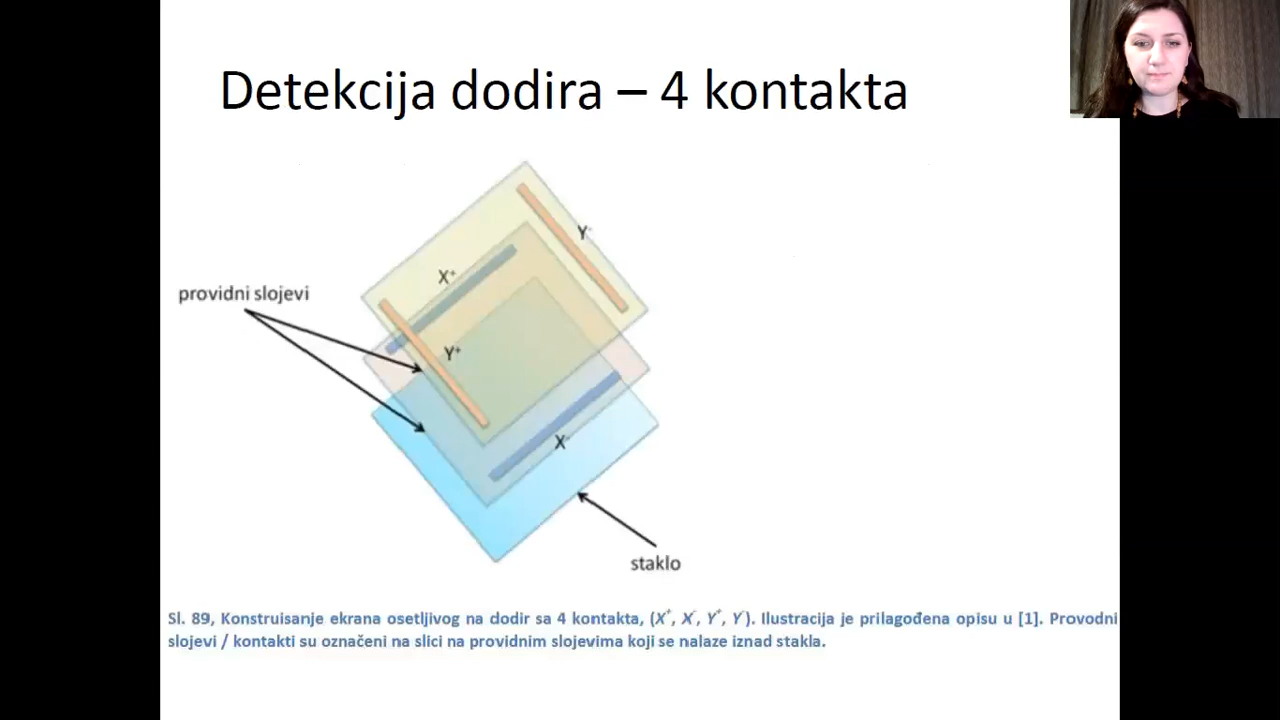 Detekcija dodira – 4 kontakta
Y⁻
X⁺
providni slojevi
Y⁺
X⁻
staklo
Sl. 89, Konstruisanje ekrana osetljivog na dodir sa 4 kontakta, (X⁺, X⁻, Y⁺, Y⁻). Ilustracija je prilagođena opisu u [1]. Provodni
slojevi / kontakti su označeni na slici na providnim slojevima koji se nalaze iznad stakla.